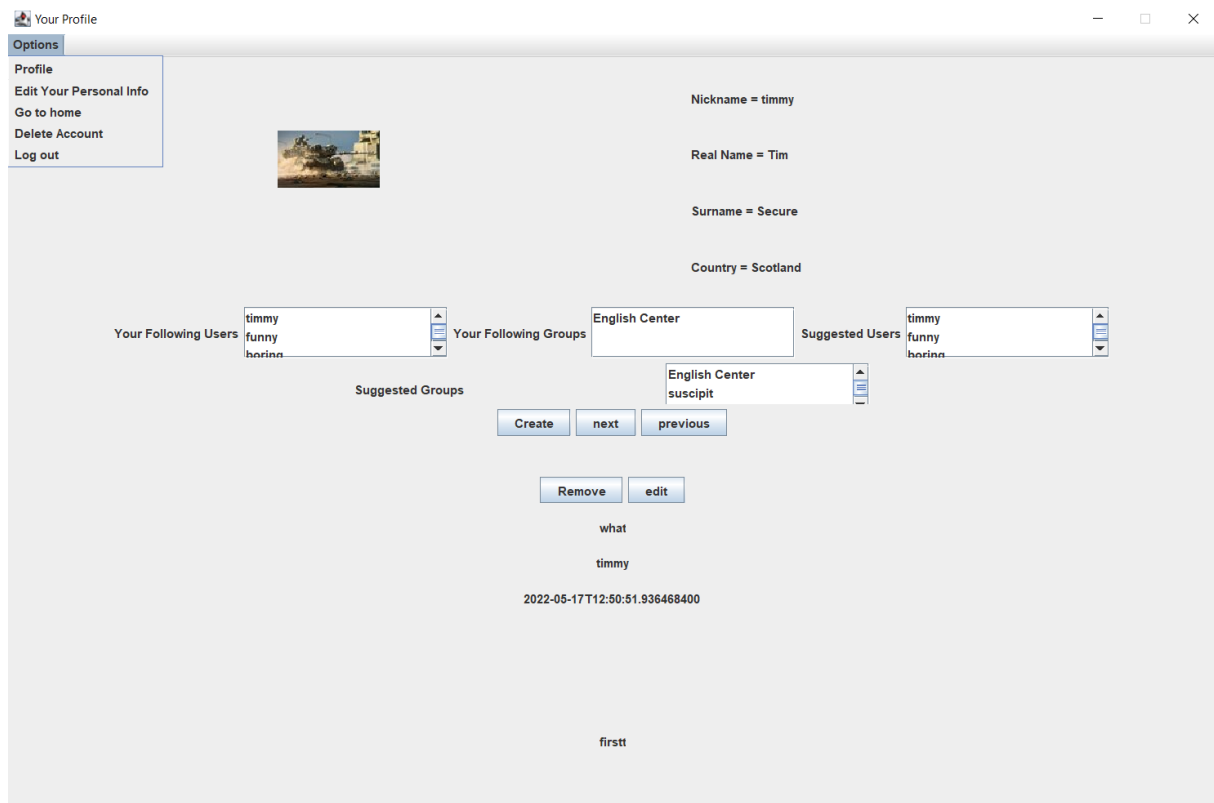 Your Profile
Options
Profile
Edit Your Personal Info
Go to home
Delete Account
Log out
Nickname = timmy
Real Name = Tim
Surname = Secure
Country = Scotland
Your Following Users
timmy
funny
boring
Your Following Groups
English Center
Suggested Users
timmy
funny
boring
Suggested Groups
English Center
suscipit
Create next previous
Remove edit
what
timmy
2022-05-17T12:50:51.936468400
firstt